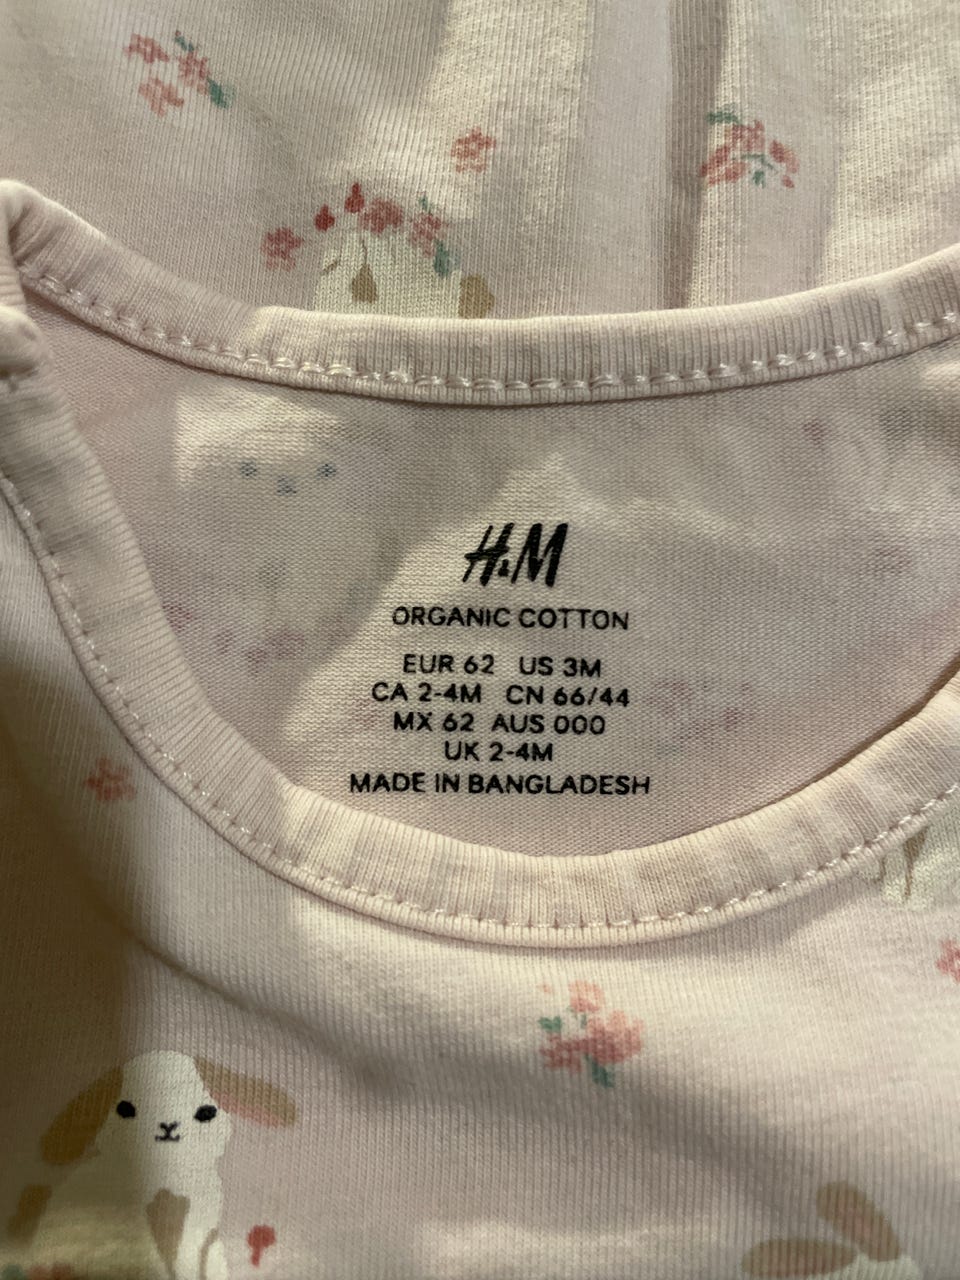 H&M
ORGANIC COTTON
EUR 62 US 3M
CA 2-4M CN 66/44
MX 62 AUS 000
UK 2-4M
MADE IN BANGLADESH